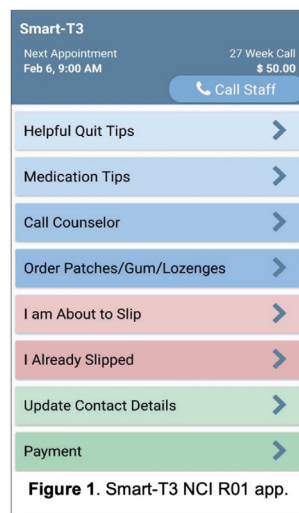 Smart-T3
Next Appointment
Feb 6, 9:00 AM
27 Week Call
$ 50.00
Call Staff
Helpful Quit Tips
Medication Tips
Call Counselor
Order Patches/Gum/Lozenges
I am About to Slip
I Already Slipped
Update Contact Details
Payment
Figure 1. Smart-T3 NCI R01 app.